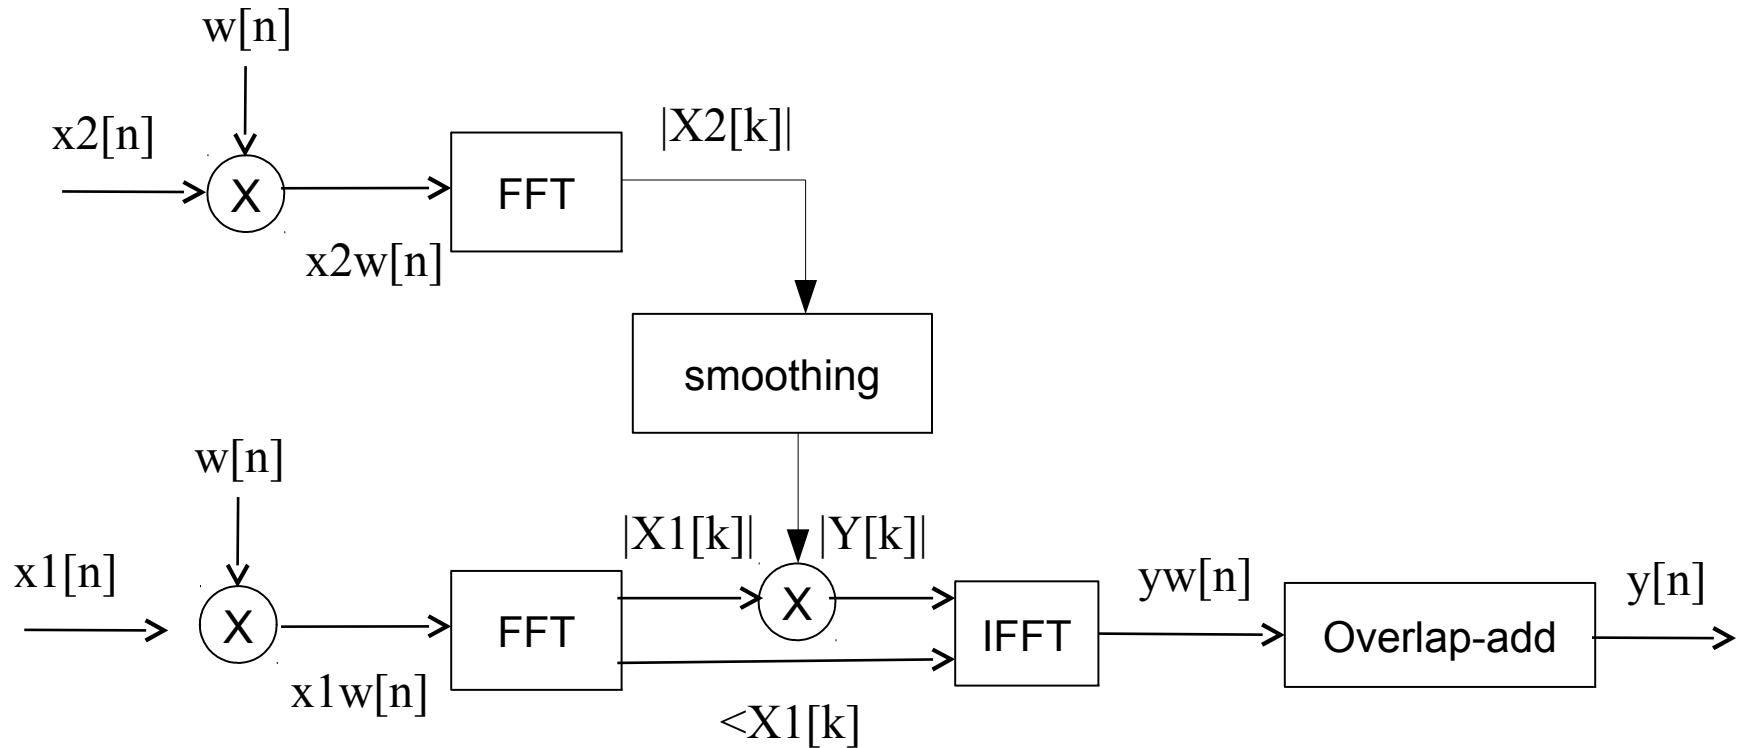 w[n]
x2[n]
X
x2w[n]
FFT
|X2[k]|
smoothing
w[n]
x1[n]
X
x1w[n]
FFT
|X1[k]|
X
|Y[k]|
<X1[k]
IFFT
yw[n]
Overlap-add
y[n]